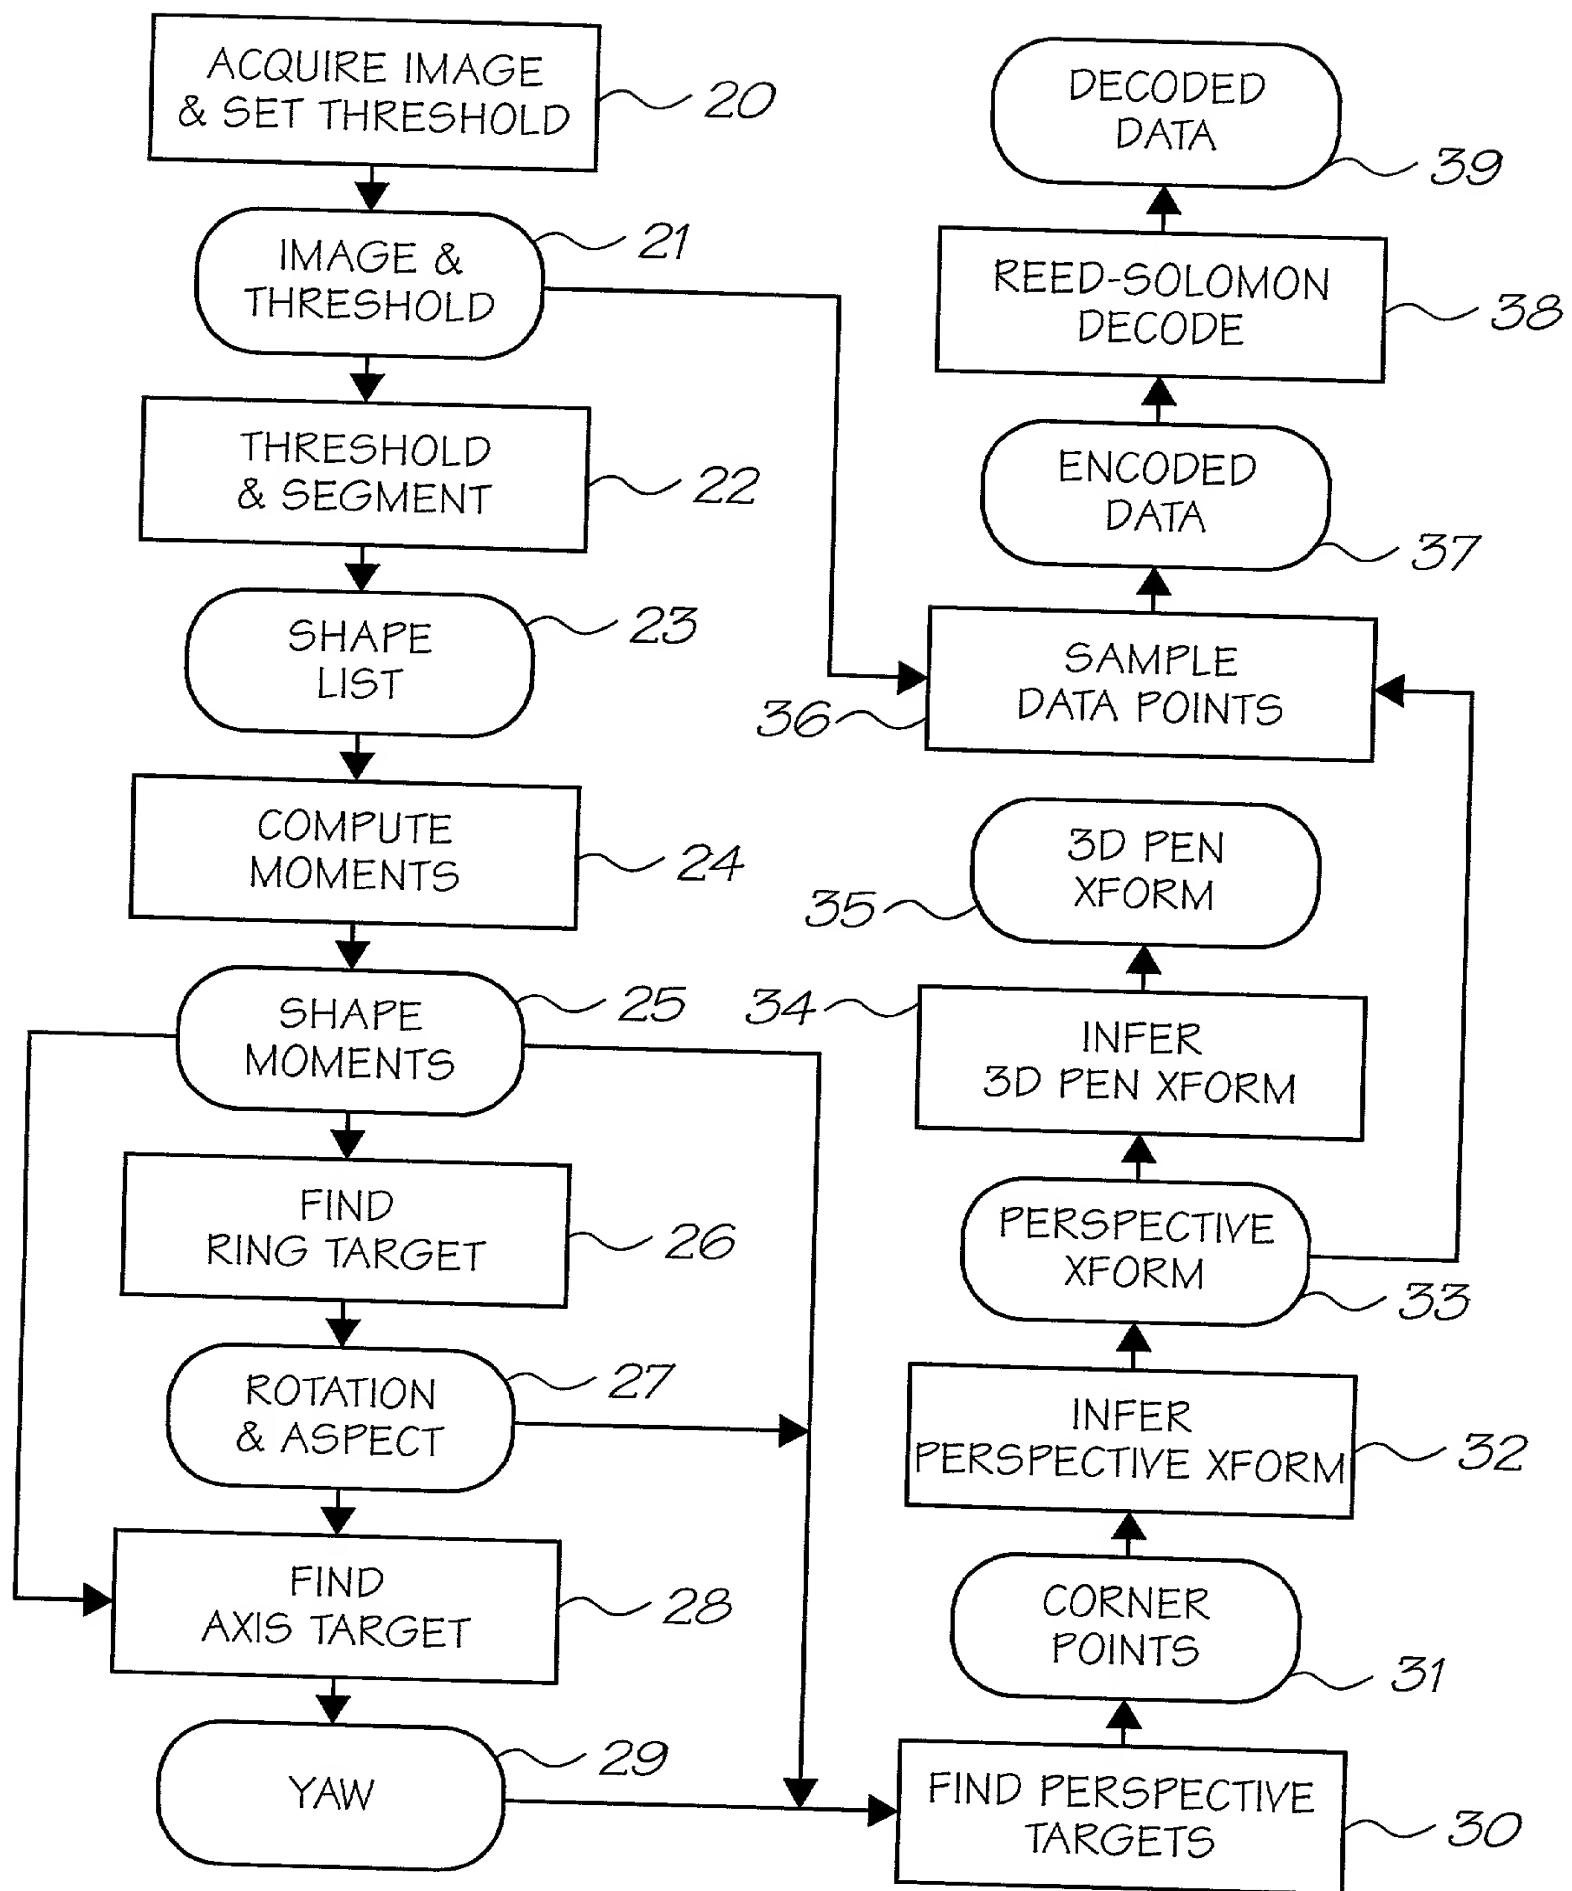 ACQUIRE IMAGE
& SET THRESHOLD
20
IMAGE &
THRESHOLD
21
THRESHOLD
& SEGMENT
22
SHAPE
LIST
23
COMPUTE
MOMENTS
24
SHAPE
MOMENTS
25
FIND
RING TARGET
26
ROTATION
& ASPECT
27
FIND
AXIS TARGET
28
YAW
29
FIND PERSPECTIVE
TARGETS
30
CORNER
POINTS
31
INFER
PERSPECTIVE XFORM
32
PERSPECTIVE
XFORM
33
INFER
3D PEN XFORM
34
3D PEN
XFORM
35
SAMPLE
DATA POINTS
36
ENCODED
DATA
37
REED-SOLOMON
DECODE
38
DECODED
DATA
39